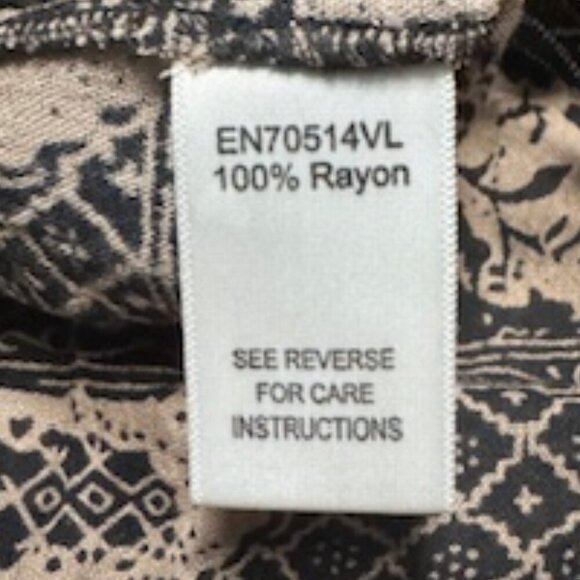 EN70514VL
100% Rayon
SEE REVERSE
FOR CARE
INSTRUCTIONS